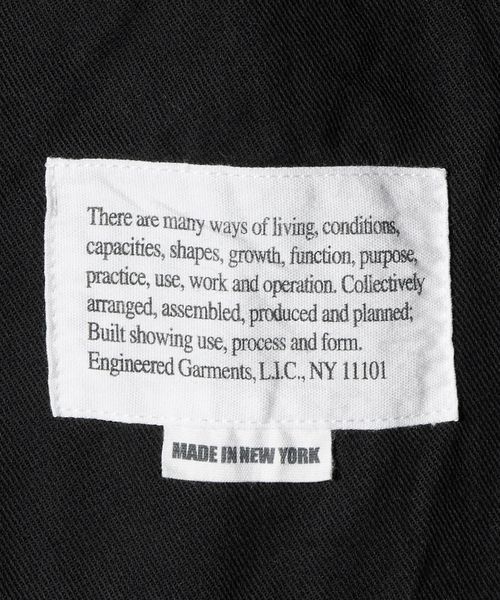 There are many ways of living, conditions,
capacities, shapes, growth, function, purpose,
practice, use, work and operation. Collectively
arranged, assembled, produced and planned;
Built showing use, process and form.
Engineered Garments, L.I.C., NY 11101
MADE IN NEW YORK